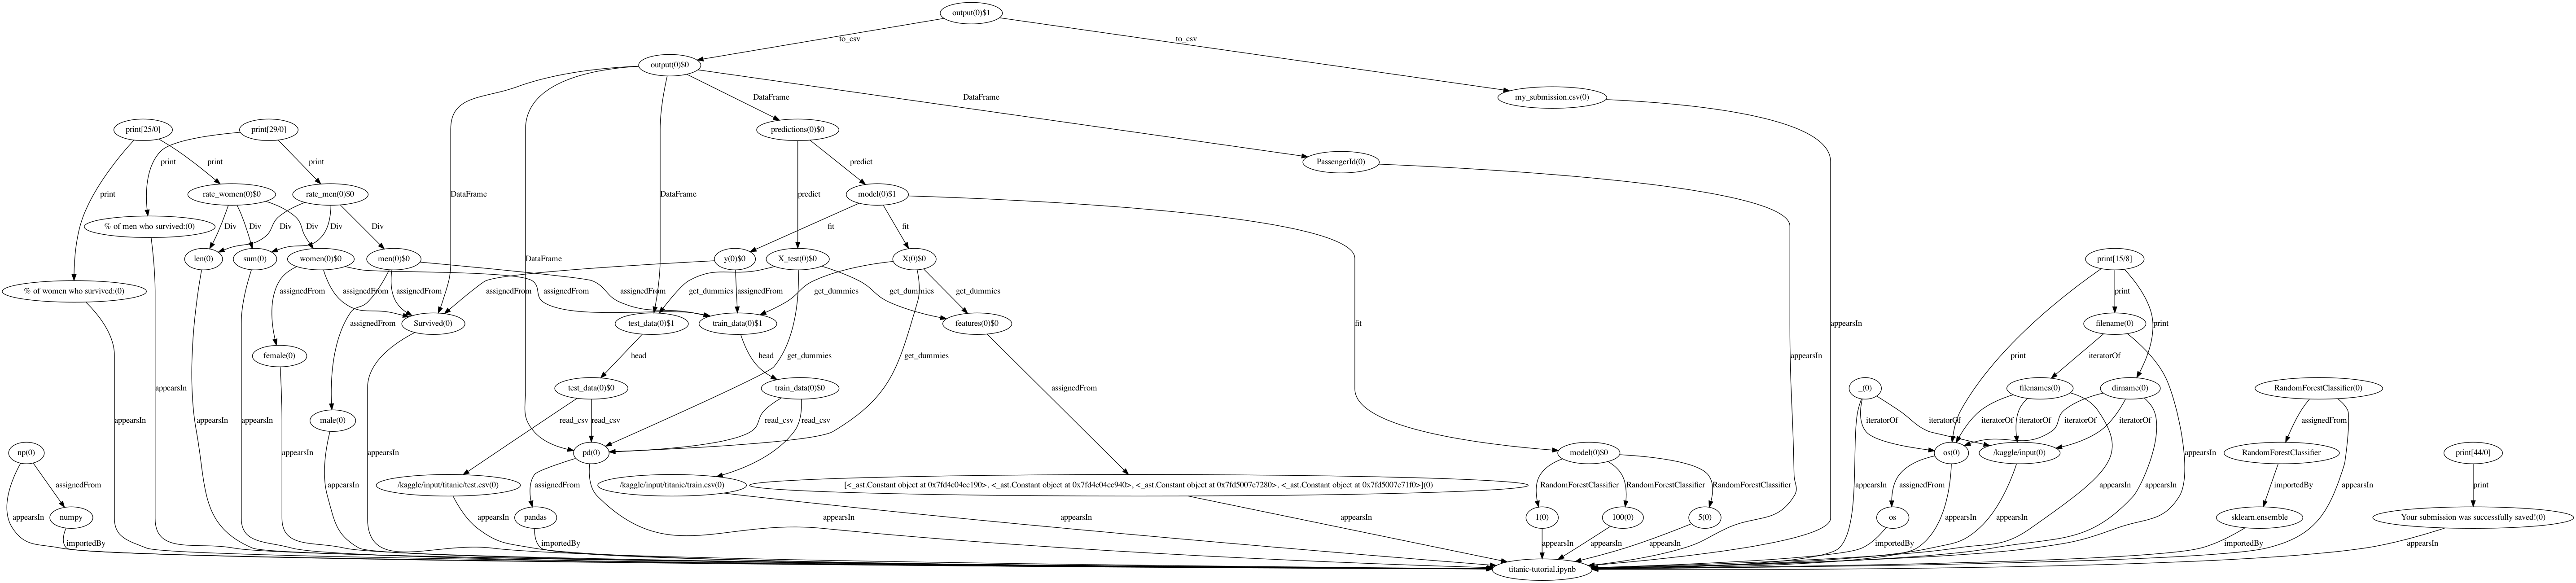 output(0)$1
to_csv
to_csv
output(0)$0
my_submission.csv(0)
DataFrame
DataFrame
print[25/0]
print[29/0]
predictions(0)$0
print
print
print
predict
PassengerId(0)
print
DataFrame
DataFrame
predict
rate_women(0)$0
rate_men(0)$0
model(0)$1
% of men who survived:(0)
Div
Div
Div
Div
Div
Div
fit
fit
len(0)
sum(0)
women(0)$0
men(0)$0
DataFrame
y(0)$0
X_test(0)$0
X(0)$0
print[15/8]
% of women who survived:(0)
assignedFrom
assignedFrom
assignedFrom
assignedFrom
assignedFrom
assignedFrom
get_dummies
assignedFrom
get_dummies
get_dummies
get_dummies
print
assignedFrom
Survived(0)
test_data(0)$1
train_data(0)$1
features(0)$0
fit
appearsIn
filename(0)
print
female(0)
head
get_dummies
head
get_dummies
appearsIn
print
iteratorOf
appearsIn
test_data(0)$0
train_data(0)$0
assignedFrom
_(0)
filenames(0)
dirname(0)
RandomForestClassifier(0)
appearsIn
male(0)
appearsIn
appearsIn
read_csv
read_csv
read_csv
read_csv
iteratorOf
iteratorOf
iteratorOf
iteratorOf
iteratorOf
iteratorOf
assignedFrom
np(0)
appearsIn
appearsIn
pd(0)
model(0)$0
os(0)
/kaggle/input(0)
appearsIn
RandomForestClassifier
print[44/0]
assignedFrom
appearsIn
/kaggle/input/titanic/test.csv(0)
assignedFrom
/kaggle/input/titanic/train.csv(0)
[<_ast.Constant object at 0x7fd4c04cc190>, <_ast.Constant object at 0x7fd4c04cc940>, <_ast.Constant object at 0x7fd5007e7280>, <_ast.Constant object at 0x7fd5007e71f0>](0)
RandomForestClassifier
RandomForestClassifier
RandomForestClassifier
appearsIn
assignedFrom
appearsIn
appearsIn
importedBy
appearsIn
print
appearsIn
numpy
appearsIn
appearsIn
pandas
appearsIn
appearsIn
appearsIn
1(0)
100(0)
5(0)
os
appearsIn
appearsIn
sklearn.ensemble
Your submission was successfully saved!(0)
importedBy
importedBy
appearsIn
appearsIn
appearsIn
importedBy
importedBy
appearsIn
titanic-tutorial.ipynb